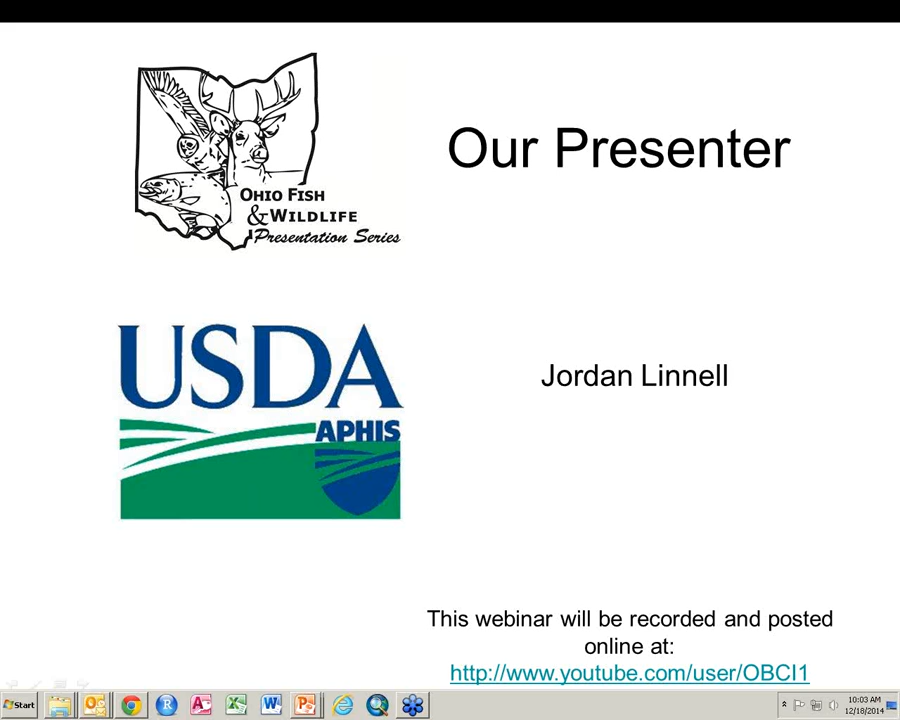 Our Presenter
OHIO FISH
& WILDLIFE
Presentation Series
USDA
APHIS
Jordan Linnell
This webinar will be recorded and posted
online at:
http://www.youtube.com/user/OBCI1
Start
10:03 AM
12/18/2014